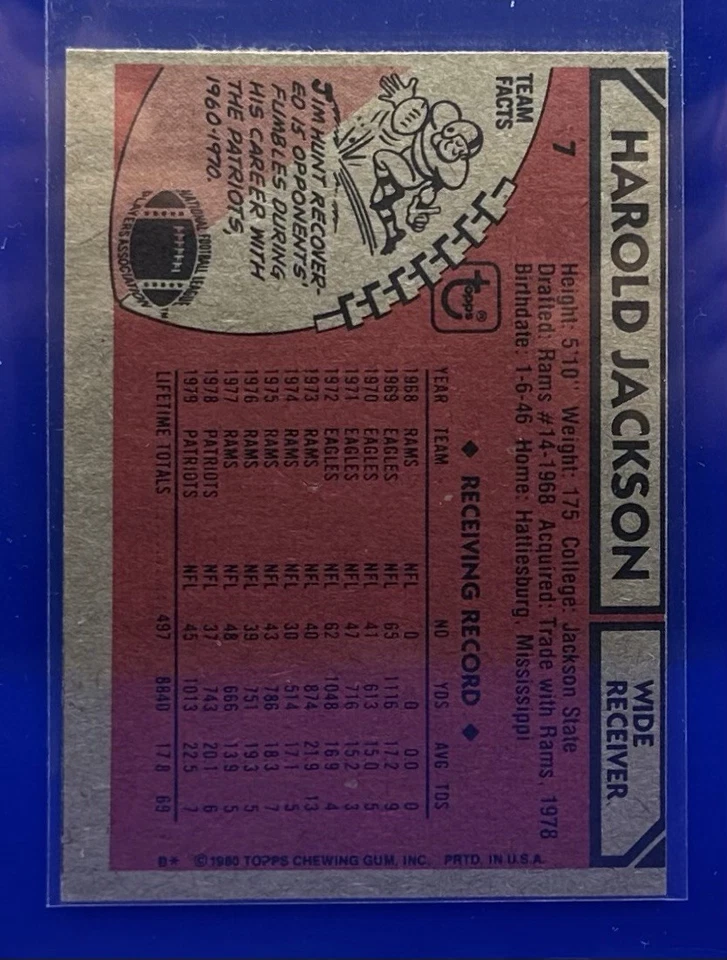 HAROLD JACKSON
WIDE
RECEIVER
7
Height: 5'10" Weight: 175 College: Jackson State
Drafted: Rams #14-1968 Acquired: Trade with Rams, 1978
Birthdate: 1-6-46 Home: Hattiesburg, Mississippi
TEAM
FACTS
JIM HUNT RECOVER-
ED 15 OPPONENTS'
FUMBLES DURING
HIS CAREER WITH
THE PATRIOTS,
1960-1970.
NATIONAL FOOTBALL LEAGUE
PLAYERS ASSOCIATION™
topps®
◆ RECEIVING RECORD ◆
YEAR TEAM NO YDS AVG TDS
1968 RAMS NFL 0 0 0.0 0
1969 EAGLES NFL 65 1116 17.2 9
1970 EAGLES NFL 41 613 15.0 5
1971 EAGLES NFL 47 716 15.2 3
1972 EAGLES NFL 62 1048 16.9 4
1973 RAMS NFL 40 874 21.9 13
1974 RAMS NFL 30 514 17.1 5
1975 RAMS NFL 43 786 18.3 7
1976 RAMS NFL 39 751 19.3 5
1977 RAMS NFL 48 666 13.9 5
1978 PATRIOTS NFL 37 743 20.1 6
1979 PATRIOTS NFL 45 1013 22.5 7
LIFETIME TOTALS 497 8840 17.8 69
B* ©1980 TOPPS CHEWING GUM, INC. PRTD. IN U.S.A.